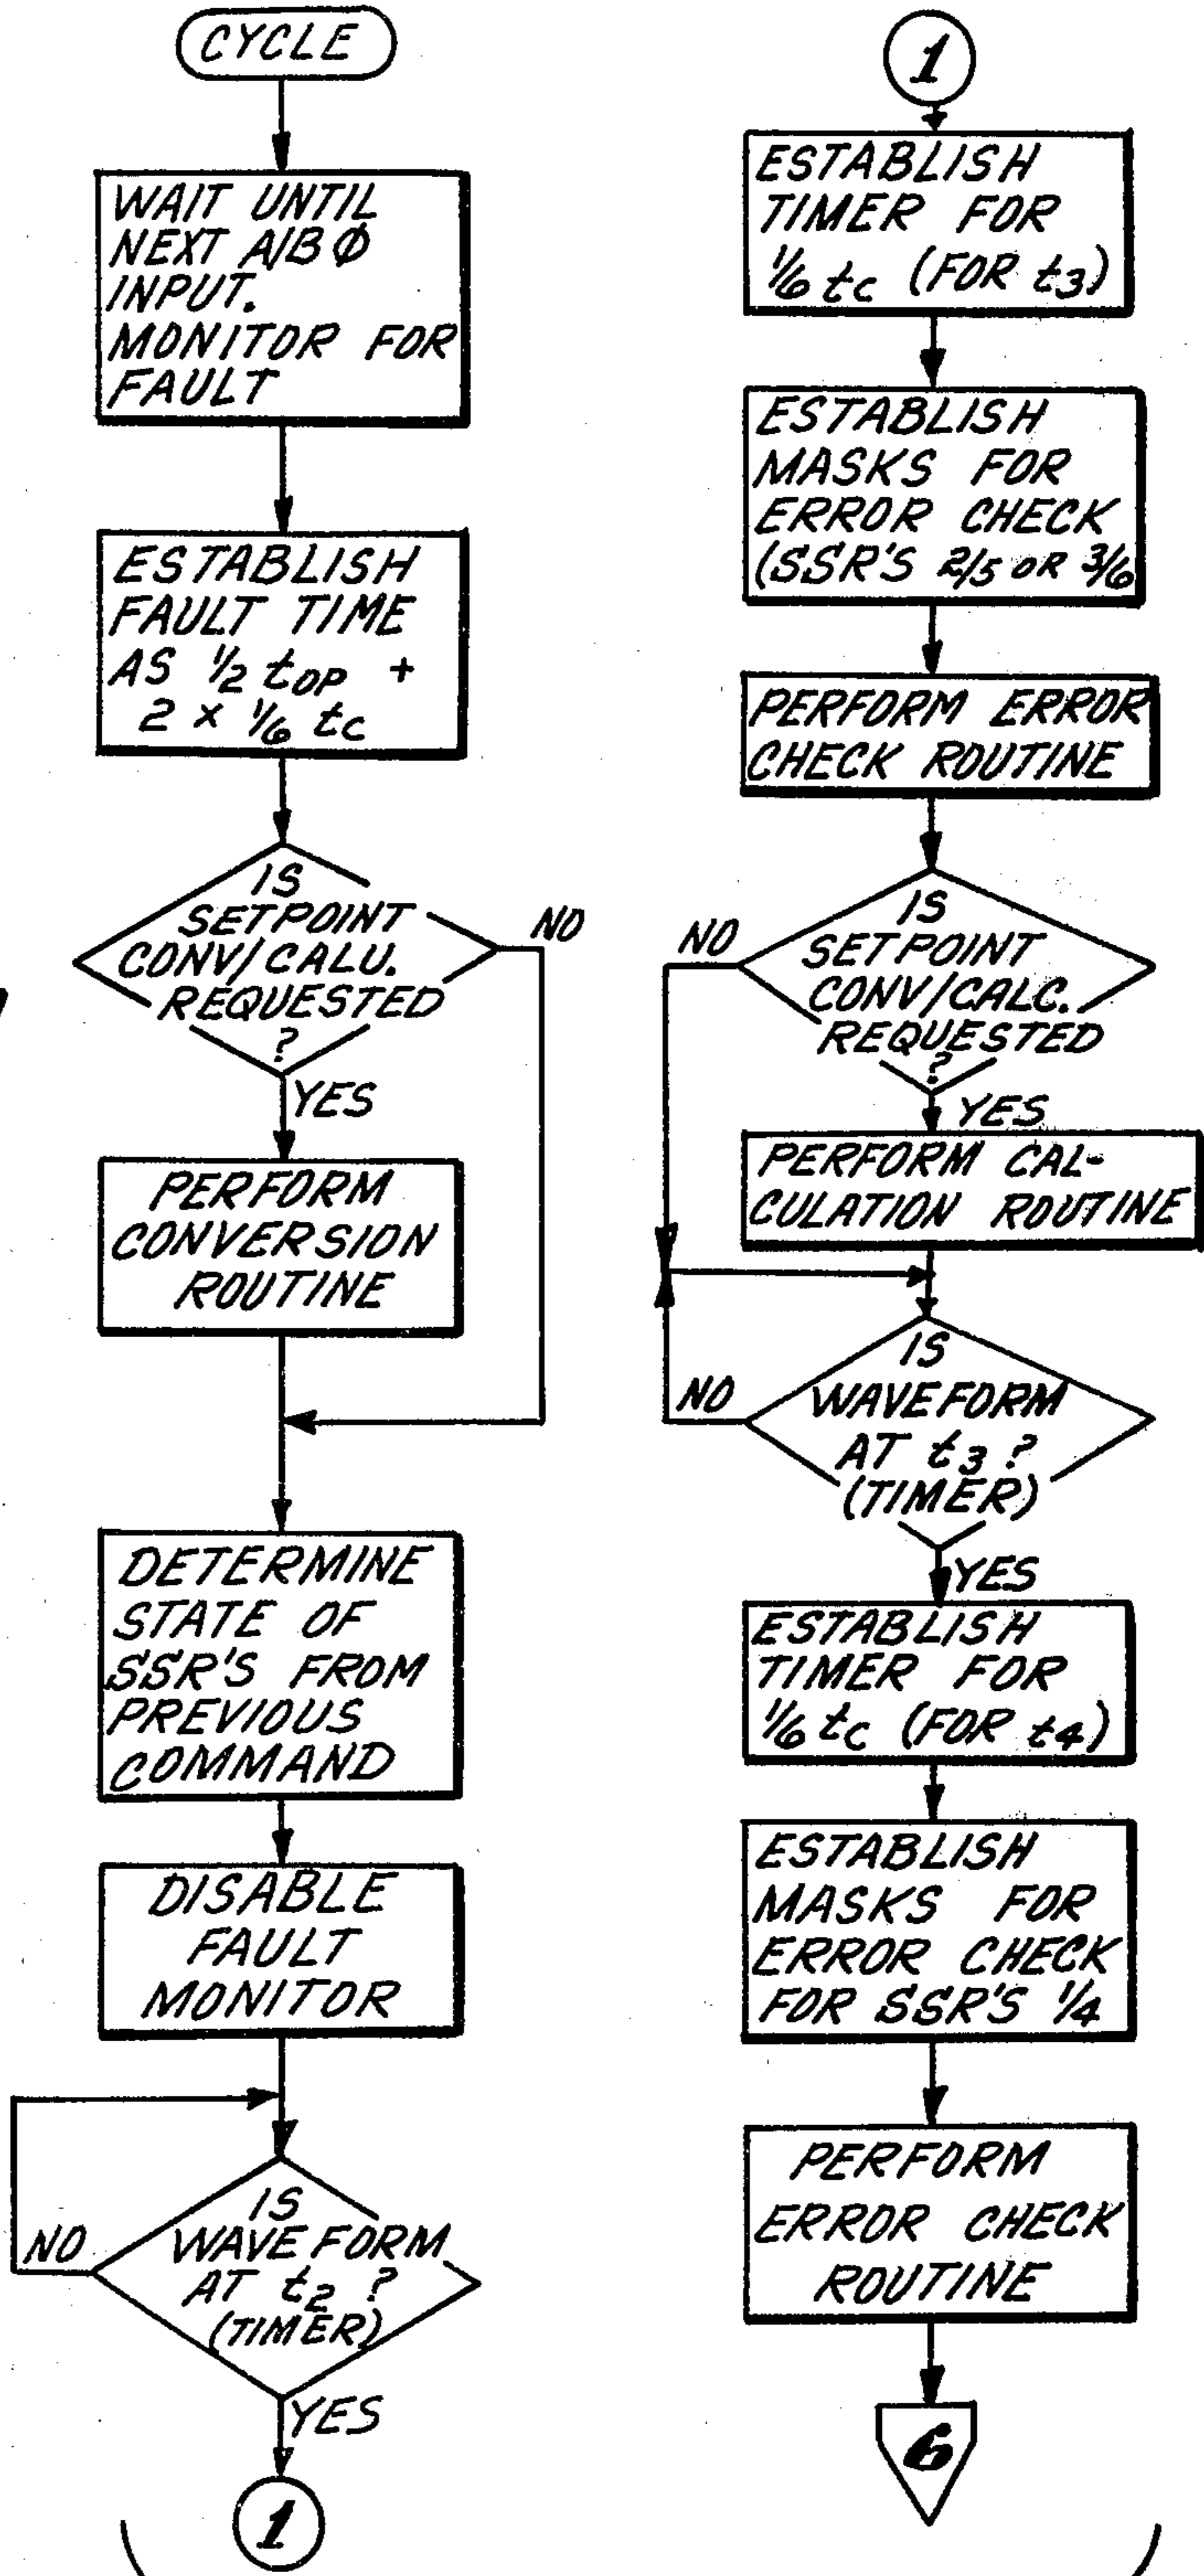 CYCLE
WAIT UNTIL
NEXT A/B Ø
INPUT.
MONITOR FOR
FAULT
ESTABLISH
FAULT TIME
AS 1/2 tOP +
2 x 1/6 tC
IS
SETPOINT
CONV/CALU.
REQUESTED
?
NO
YES
PERFORM
CONVERSION
ROUTINE
DETERMINE
STATE OF
SSR'S FROM
PREVIOUS
COMMAND
DISABLE
FAULT
MONITOR
IS
WAVE FORM
AT t2 ?
(TIMER)
NO
YES
1
1
ESTABLISH
TIMER FOR
1/6 tC (FOR t3)
ESTABLISH
MASKS FOR
ERROR CHECK
(SSR'S 2/5 OR 3/6
PERFORM ERROR
CHECK ROUTINE
IS
SETPOINT
CONV/CALC.
REQUESTED
?
NO
YES
PERFORM CAL-
CULATION ROUTINE
IS
WAVE FORM
AT t3 ?
(TIMER)
NO
YES
ESTABLISH
TIMER FOR
1/6 tC (FOR t4)
ESTABLISH
MASKS FOR
ERROR CHECK
FOR SSR'S 1/4
PERFORM
ERROR CHECK
ROUTINE
6